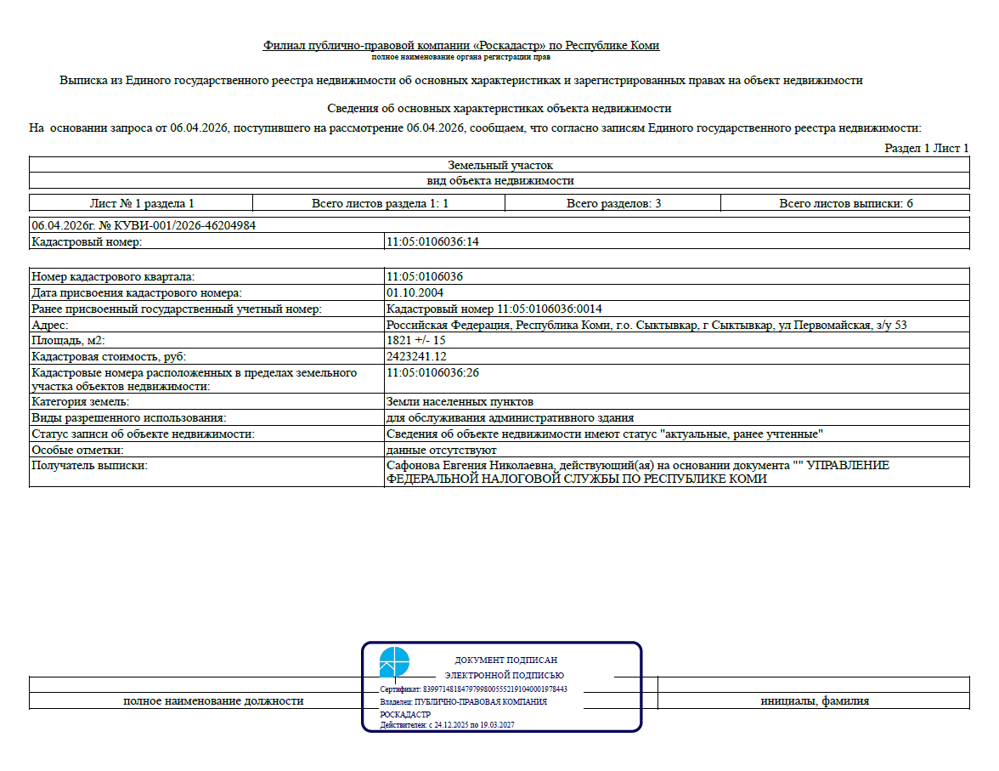 Филиал публично-правовой компании «Роскадастр» по Республике Коми
полное наименование органа регистрации прав
Выписка из Единого государственного реестра недвижимости об основных характеристиках и зарегистрированных правах на объект недвижимости
Сведения об основных характеристиках объекта недвижимости
На основании запроса от 06.04.2026, поступившего на рассмотрение 06.04.2026, сообщаем, что согласно записям Единого государственного реестра недвижимости:
Раздел 1 Лист 1
Земельный участок
вид объекта недвижимости
Лист № 1 раздела 1 Всего листов раздела 1: 1 Всего разделов: 3 Всего листов выписки: 6
06.04.2026г. № КУВИ-001/2026-46204984
Кадастровый номер: 11:05:0106036:14
Номер кадастрового квартала: 11:05:0106036
Дата присвоения кадастрового номера: 01.10.2004
Ранее присвоенный государственный учетный номер: Кадастровый номер 11:05:0106036:0014
Адрес: Российская Федерация, Республика Коми, г.о. Сыктывкар, г Сыктывкар, ул Первомайская, з/у 53
Площадь, м2: 1821 +/- 15
Кадастровая стоимость, руб: 2423241.12
Кадастровые номера расположенных в пределах земельного 11:05:0106036:26
участка объектов недвижимости:
Категория земель: Земли населенных пунктов
Виды разрешенного использования: для обслуживания административного здания
Статус записи об объекте недвижимости: Сведения об объекте недвижимости имеют статус "актуальные, ранее учтенные"
Особые отметки: данные отсутствуют
Получатель выписки: Сафонова Евгения Николаевна, действующий(ая) на основании документа "" УПРАВЛЕНИЕ
ФЕДЕРАЛЬНОЙ НАЛОГОВОЙ СЛУЖБЫ ПО РЕСПУБЛИКЕ КОМИ
ДОКУМЕНТ ПОДПИСАН
ЭЛЕКТРОННОЙ ПОДПИСЬЮ
Сертификат: 83997148184797998005552191040001978443
Владелец: ПУБЛИЧНО-ПРАВОВАЯ КОМПАНИЯ
РОСКАДАСТР
Действителен: с 24.12.2025 по 19.03.2027
полное наименование должности инициалы, фамилия